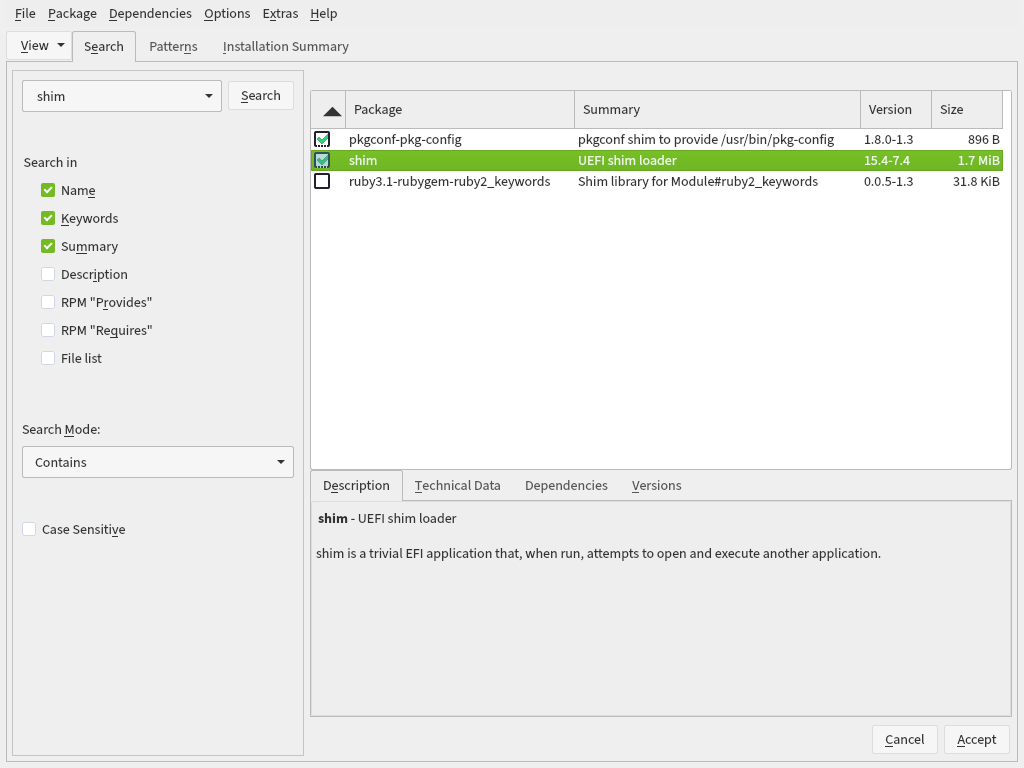 File Package Dependencies Options Extras Help
View Search Patterns Installation Summary
shim Search
Search in
Name
Keywords
Summary
Description
RPM "Provides"
RPM "Requires"
File list
Search Mode:
Contains
Case Sensitive
Package Summary Version Size
pkgconf-pkg-config pkgconf shim to provide /usr/bin/pkg-config 1.8.0-1.3 896 B
shim UEFI shim loader 15.4-7.4 1.7 MiB
ruby3.1-rubygem-ruby2_keywords Shim library for Module#ruby2_keywords 0.0.5-1.3 31.8 KiB
Description Technical Data Dependencies Versions
shim - UEFI shim loader
shim is a trivial EFI application that, when run, attempts to open and execute another application.
Cancel Accept